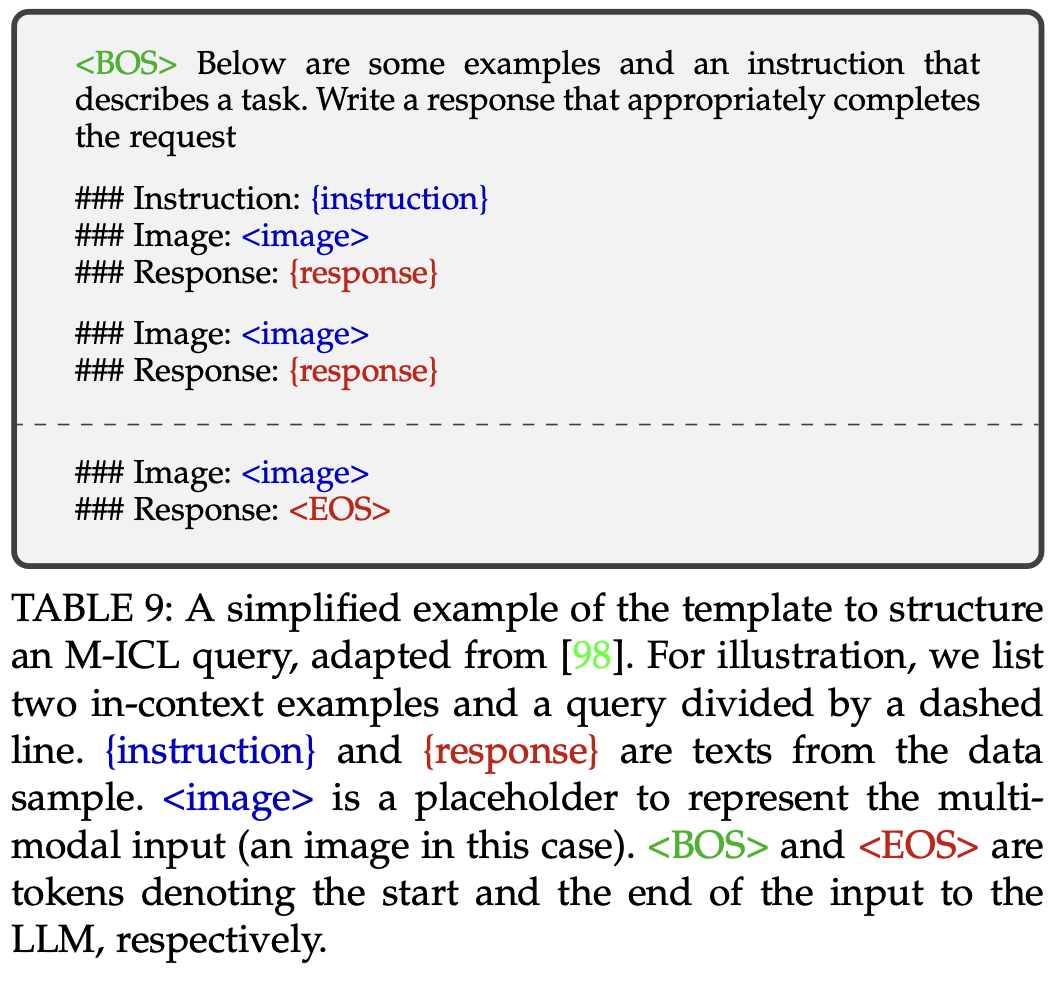 <BOS> Below are some examples and an instruction that
describes a task. Write a response that appropriately completes
the request
### Instruction: {instruction}
### Image: <image>
### Response: {response}
### Image: <image>
### Response: {response}
### Image: <image>
### Response: <EOS>
TABLE 9: A simplified example of the template to structure
an M-ICL query, adapted from [98]. For illustration, we list
two in-context examples and a query divided by a dashed
line. {instruction} and {response} are texts from the data
sample. <image> is a placeholder to represent the multi-
modal input (an image in this case). <BOS> and <EOS> are
tokens denoting the start and the end of the input to the
LLM, respectively.